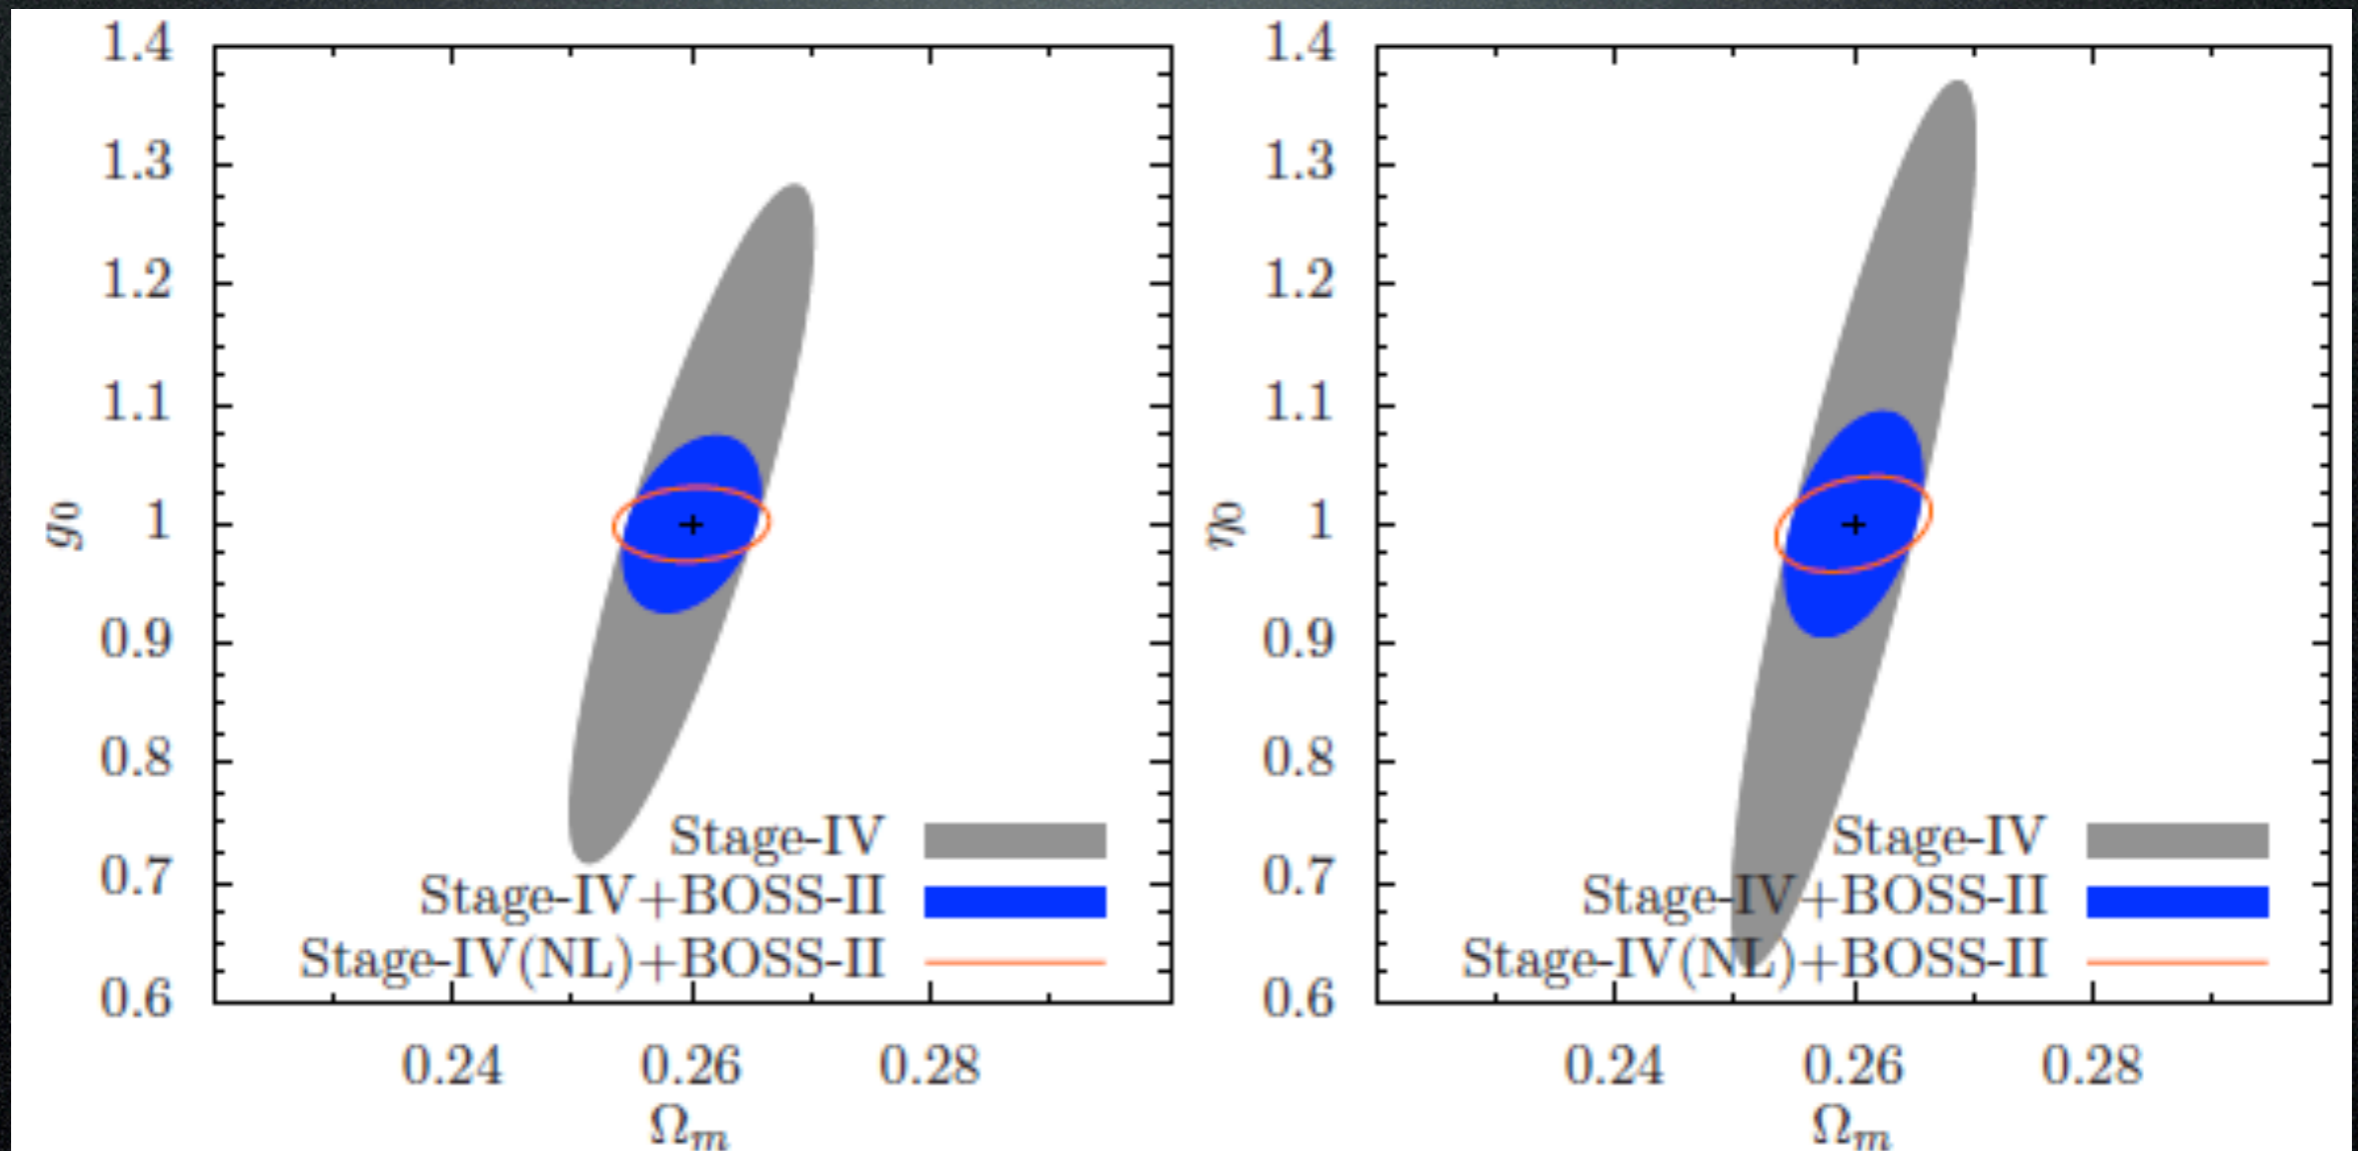 1.4
1.3
1.2
1.1
1
0.9
0.8
0.7
0.6
g₀
Stage-IV
Stage-IV+BOSS-II
Stage-IV(NL)+BOSS-II
0.24 0.26 0.28
Ωₘ
1.4
1.3
1.2
1.1
1
0.9
0.8
0.7
0.6
η₀
Stage-IV
Stage-IV+BOSS-II
Stage-IV(NL)+BOSS-II
0.24 0.26 0.28
Ωₘ